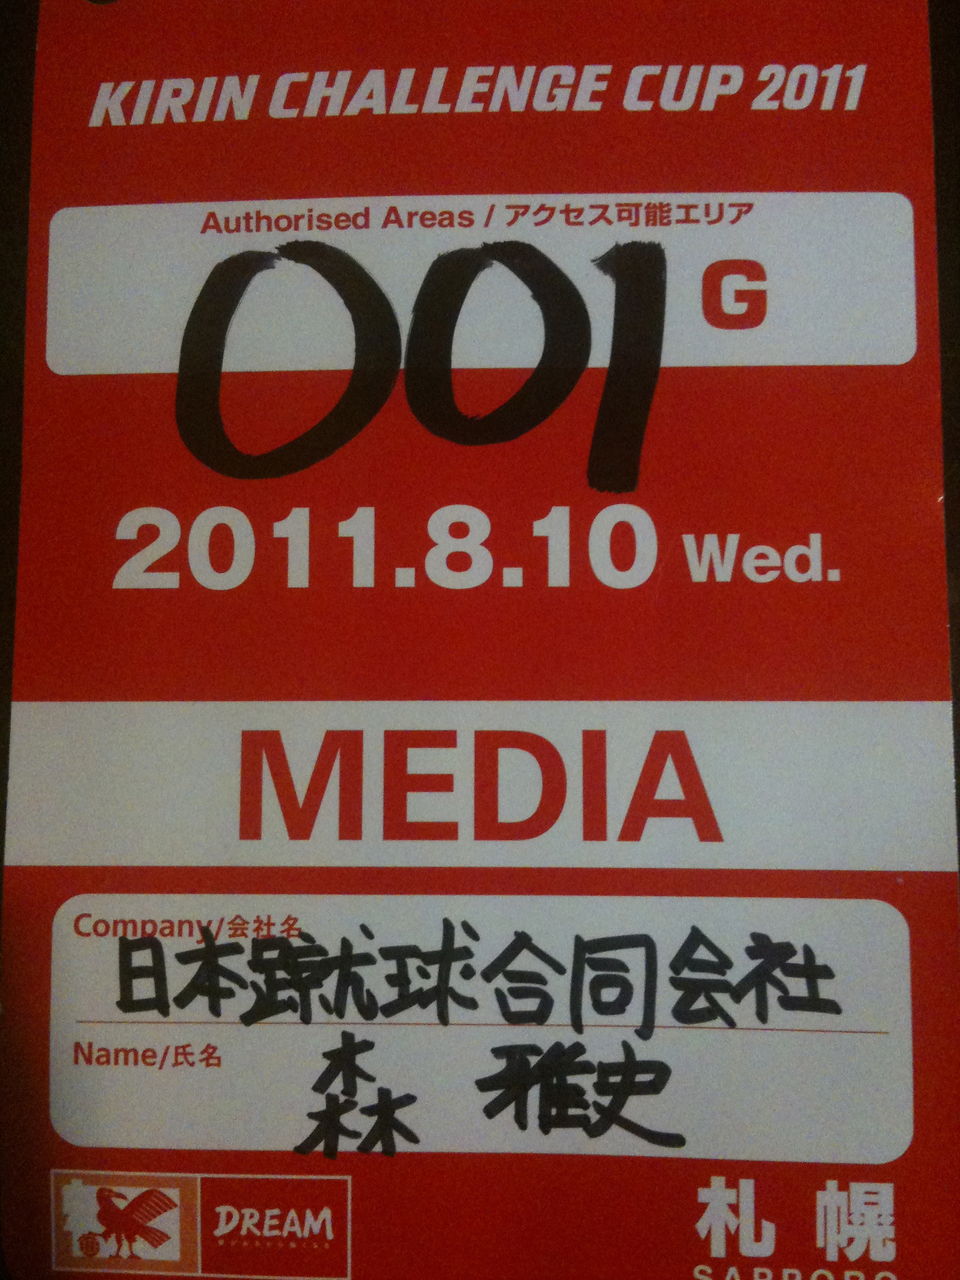 KIRIN CHALLENGE CUP 2011
Authorised Areas / アクセス可能エリア
001 G
2011.8.10 Wed.
MEDIA
Company/会社名
日本蹴球合同会社
Name/氏名
森 雅史
DREAM
札幌
SAPPORO